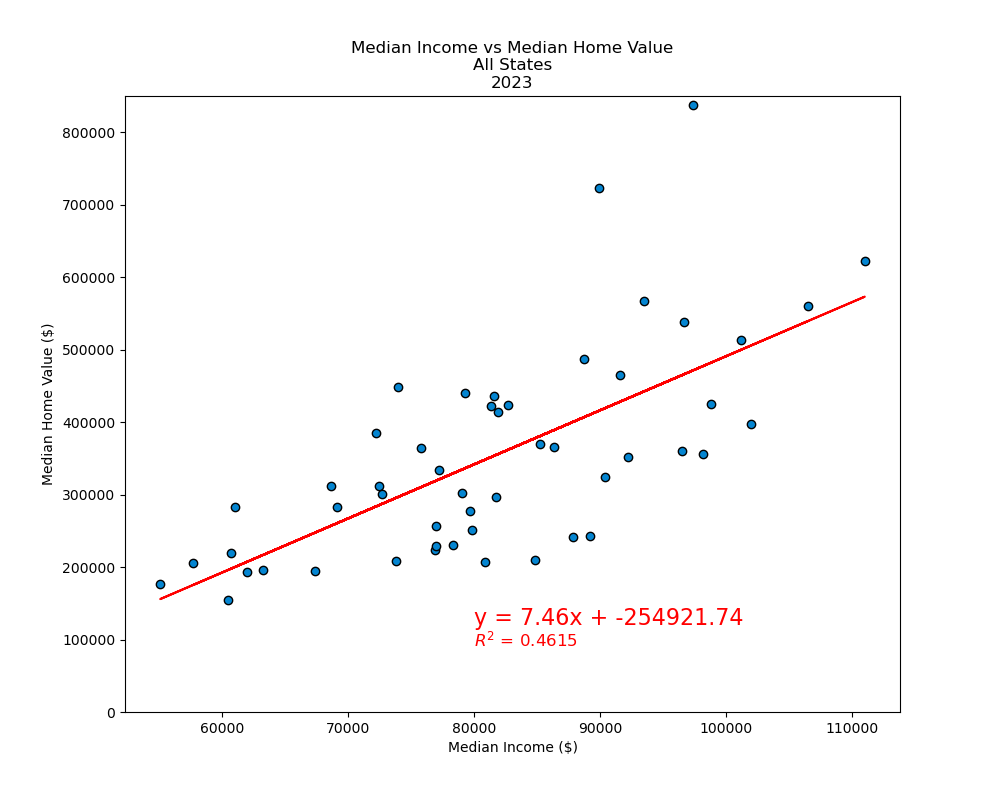 Median Income vs Median Home Value
All States
2023
Median Home Value ($)
800000
700000
600000
500000
400000
300000
200000
100000
0
y = 7.46x + -254921.74
R² = 0.4615
60000 70000 80000 90000 100000 110000
Median Income ($)